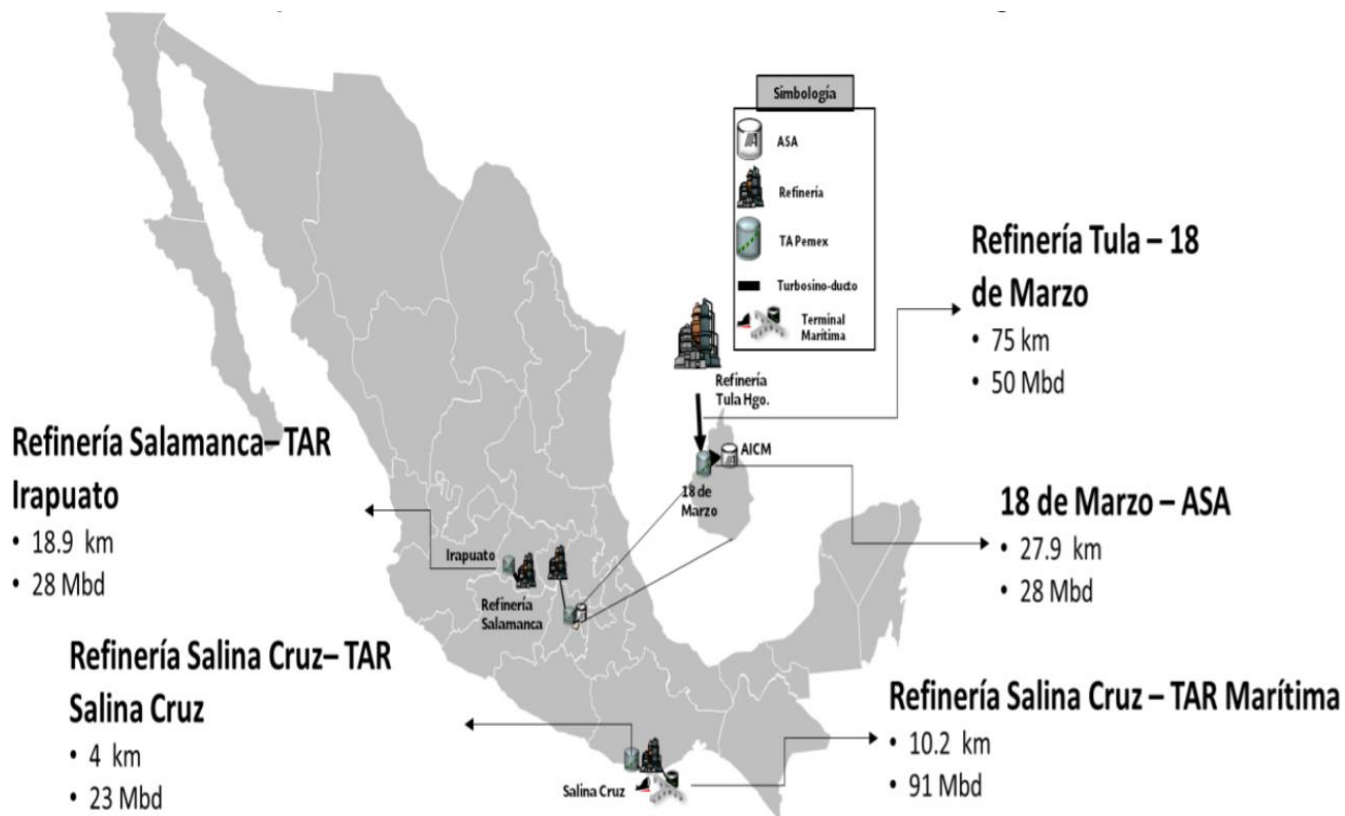 Simbología
ASA
Refinería
TA Pemex
Turbosino-ducto
Terminal
Marítima
Refinería Tula – 18
de Marzo
• 75 km
• 50 Mbd
Refinería
Tula Hgo.
AICM
18 de
Marzo
18 de Marzo – ASA
• 27.9 km
• 28 Mbd
Refinería Salamanca– TAR
Irapuato
• 18.9 km
• 28 Mbd
Irapuato
Refinería
Salamanca
Refinería Salina Cruz– TAR
Salina Cruz
• 4 km
• 23 Mbd
Salina Cruz
Refinería Salina Cruz – TAR Marítima
• 10.2 km
• 91 Mbd